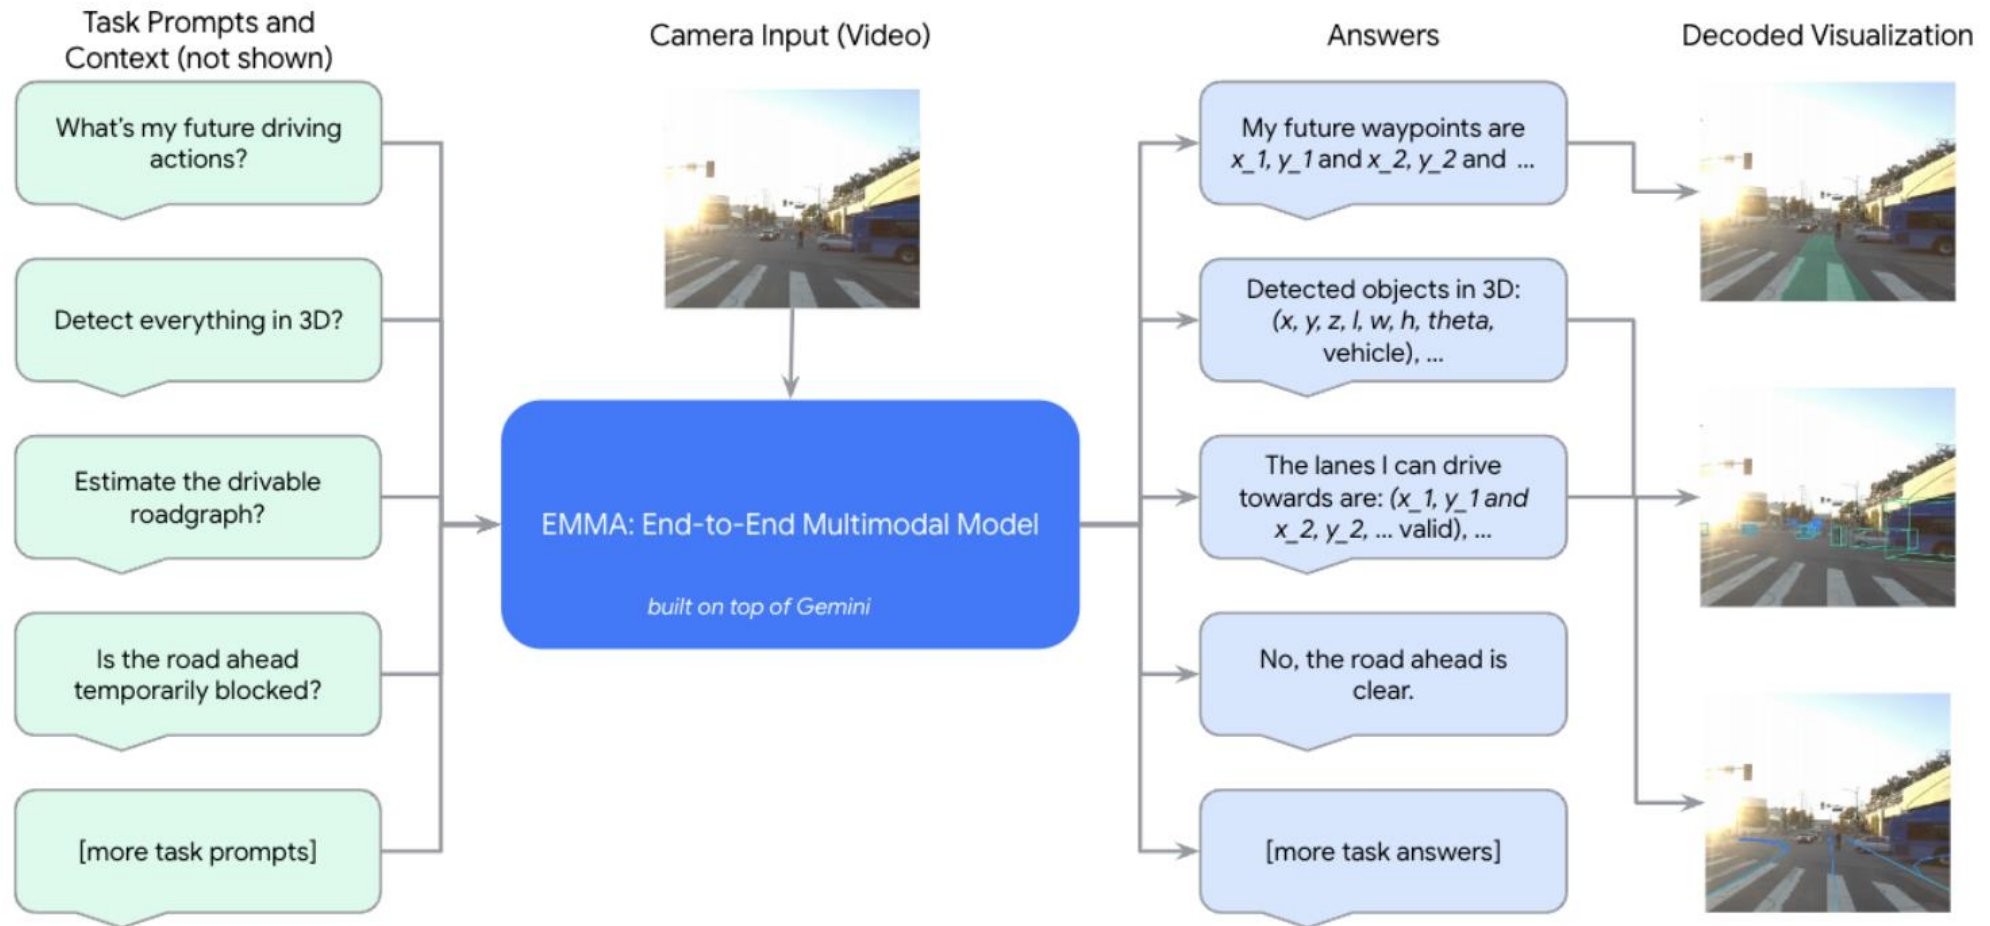 Task Prompts and
Context (not shown)
Camera Input (Video)
Answers
Decoded Visualization
What's my future driving
actions?
Detect everything in 3D?
Estimate the drivable
roadgraph?
Is the road ahead
temporarily blocked?
[more task prompts]
EMMA: End-to-End Multimodal Model
built on top of Gemini
My future waypoints are
x_1, y_1 and x_2, y_2 and ...
Detected objects in 3D:
(x, y, z, l, w, h, theta,
vehicle), ...
The lanes I can drive
towards are: (x_1, y_1 and
x_2, y_2, ... valid), ...
No, the road ahead is
clear.
[more task answers]